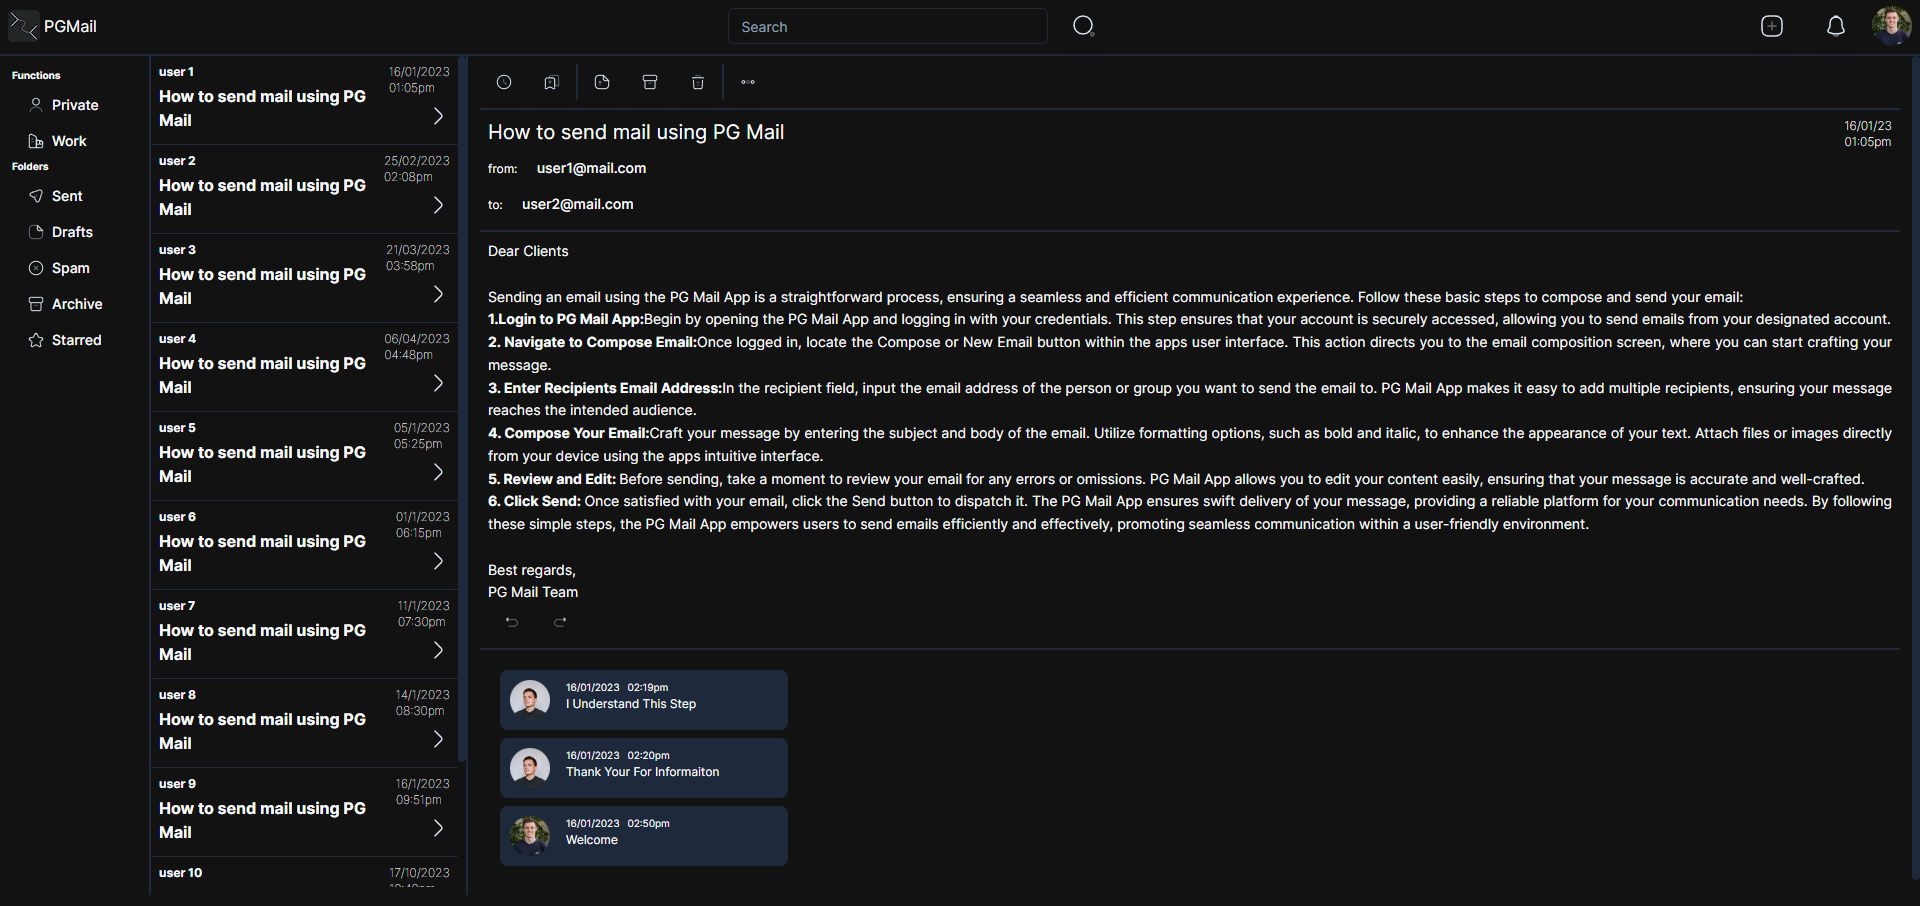 PGMail
Search
Functions
Private
Work
Folders
Sent
Drafts
Spam
Archive
Starred
user 1
16/01/2023
01:05pm
How to send mail using PG
Mail
user 2
25/02/2023
02:08pm
How to send mail using PG
Mail
user 3
21/03/2023
03:58pm
How to send mail using PG
Mail
user 4
06/04/2023
04:48pm
How to send mail using PG
Mail
user 5
05/1/2023
05:25pm
How to send mail using PG
Mail
user 6
01/1/2023
06:15pm
How to send mail using PG
Mail
user 7
11/1/2023
07:30pm
How to send mail using PG
Mail
user 8
14/1/2023
08:30pm
How to send mail using PG
Mail
user 9
16/1/2023
09:51pm
How to send mail using PG
Mail
user 10
17/10/2023
How to send mail using PG Mail
16/01/23
01:05pm
from: user1@mail.com
to: user2@mail.com
Dear Clients
Sending an email using the PG Mail App is a straightforward process, ensuring a seamless and efficient communication experience. Follow these basic steps to compose and send your email:
1.Login to PG Mail App:Begin by opening the PG Mail App and logging in with your credentials. This step ensures that your account is securely accessed, allowing you to send emails from your designated account.
2. Navigate to Compose Email:Once logged in, locate the Compose or New Email button within the apps user interface. This action directs you to the email composition screen, where you can start crafting your
message.
3. Enter Recipients Email Address:In the recipient field, input the email address of the person or group you want to send the email to. PG Mail App makes it easy to add multiple recipients, ensuring your message
reaches the intended audience.
4. Compose Your Email:Craft your message by entering the subject and body of the email. Utilize formatting options, such as bold and italic, to enhance the appearance of your text. Attach files or images directly
from your device using the apps intuitive interface.
5. Review and Edit: Before sending, take a moment to review your email for any errors or omissions. PG Mail App allows you to edit your content easily, ensuring that your message is accurate and well-crafted.
6. Click Send: Once satisfied with your email, click the Send button to dispatch it. The PG Mail App ensures swift delivery of your message, providing a reliable platform for your communication needs. By following
these simple steps, the PG Mail App empowers users to send emails efficiently and effectively, promoting seamless communication within a user-friendly environment.
Best regards,
PG Mail Team
16/01/2023 02:19pm
I Understand This Step
16/01/2023 02:20pm
Thank Your For Informaiton
16/01/2023 02:50pm
Welcome